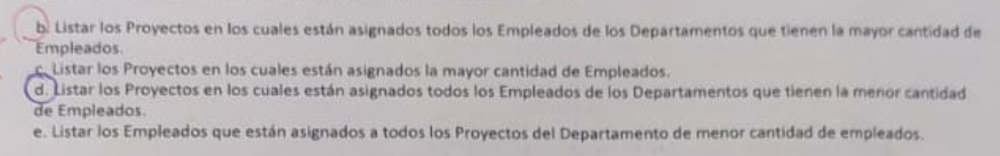 b. Listar los Proyectos en los cuales están asignados todos los Empleados de los Departamentos que tienen la mayor cantidad de
Empleados.
c. Listar los Proyectos en los cuales están asignados la mayor cantidad de Empleados.
d. Listar los Proyectos en los cuales están asignados todos los Empleados de los Departamentos que tienen la menor cantidad
de Empleados.
e. Listar los Empleados que están asignados a todos los Proyectos del Departamento de menor cantidad de empleados.